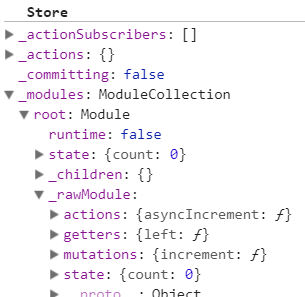 Store
_actionSubscribers: []
_actions: {}
_committing: false
_modules: ModuleCollection
root: Module
runtime: false
state: {count: 0}
_children: {}
_rawModule:
actions: {asyncIncrement: ƒ}
getters: {left: ƒ}
mutations: {increment: ƒ}
state: {count: 0}
__proto__: Object